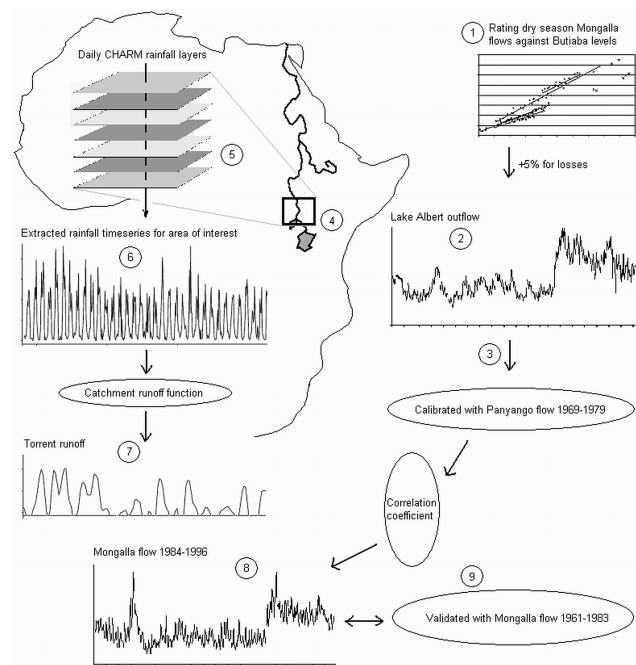 Daily CHARM rainfall layers
1
Rating dry season Mongalla
flows against Butiaba levels
+5% for losses
5
4
Lake Albert outflow
2
Extracted rainfall timeseries for area of interest
6
3
Catchment runoff function
Calibrated with Panyango flow 1969-1979
Torrent runoff
7
Correlation
coefficient
Mongalla flow 1984-1996
8
9
Validated with Mongalla flow 1961-1983